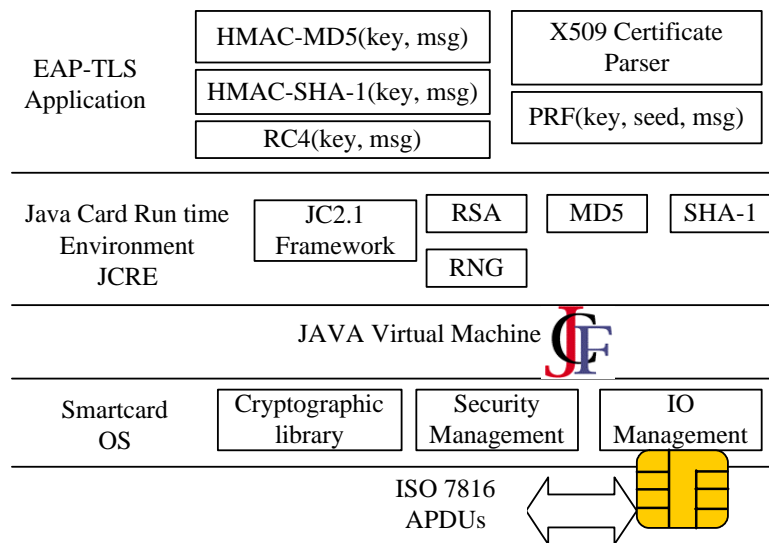 EAP-TLS
Application
HMAC-MD5(key, msg)
HMAC-SHA-1(key, msg)
RC4(key, msg)
X509 Certificate
Parser
PRF(key, seed, msg)
Java Card Run time
Environment
JCRE
JC2.1
Framework
RSA
MD5
SHA-1
RNG
JAVA Virtual Machine
JCF
Smartcard
OS
Cryptographic
library
Security
Management
IO
Management
ISO 7816
APDUs